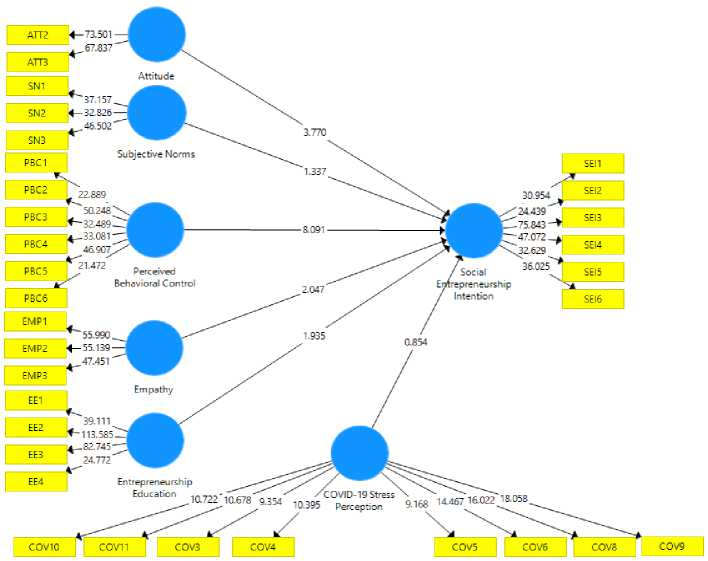 ATT2
73.501
67.837
ATT3
Attitude
SN1
37.157
SN2
32.826
46.502
SN3
Subjective Norms
3.770
1.337
PBC1
PBC2
22.889
50.248
PBC3
32.489
33.081
PBC4
46.907
PBC5
21.472
PBC6
Perceived
Behavioral Control
8.091
SEI1
30.954
SEI2
24.439
75.843
SEI3
47.072
SEI4
32.629
SEI5
36.025
SEI6
Social
Entrepreneurship
Intention
EMP1
55.990
EMP2
55.139
47.451
EMP3
Empathy
2.047
1.935
0.854
EE1
39.111
EE2
113.585
EE3
82.745
24.772
EE4
Entrepreneurship
Education
COVID-19 Stress
Perception
10.722
10.678
9.354
10.395
9.168
14.467
16.022
18.058
COV10
COV11
COV3
COV4
COV5
COV6
COV8
COV9